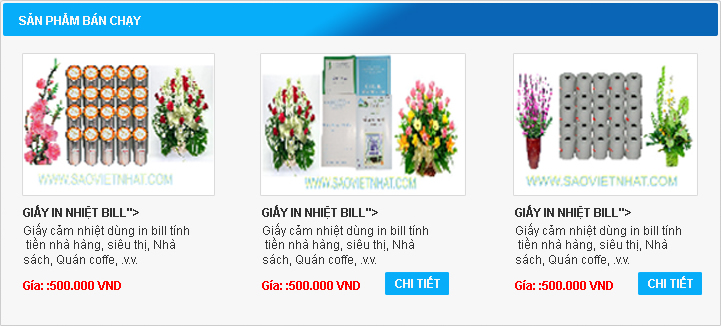 SẢN PHẨM BÁN CHẠY
WWW.SAOVIETNHAT.COM
WWW.SAOVIETNHAT.COM
WWW.SAOVIETNHAT.COM
GIẤY IN NHIỆT BILL">
Giấy cảm nhiệt dùng in bill tính
tiền nhà hàng, siêu thị, Nhà
sách, Quán coffe, .v.v.
Gía: :500.000 VND
GIẤY IN NHIỆT BILL">
Giấy cảm nhiệt dùng in bill tính
tiền nhà hàng, siêu thị, Nhà
sách, Quán coffe, .v.v.
Gía: :500.000 VND
CHI TIẾT
GIẤY IN NHIỆT BILL">
Giấy cảm nhiệt dùng in bill tính
tiền nhà hàng, siêu thị, Nhà
sách, Quán coffe, .v.v.
Gía: :500.000 VND
CHI TIẾT